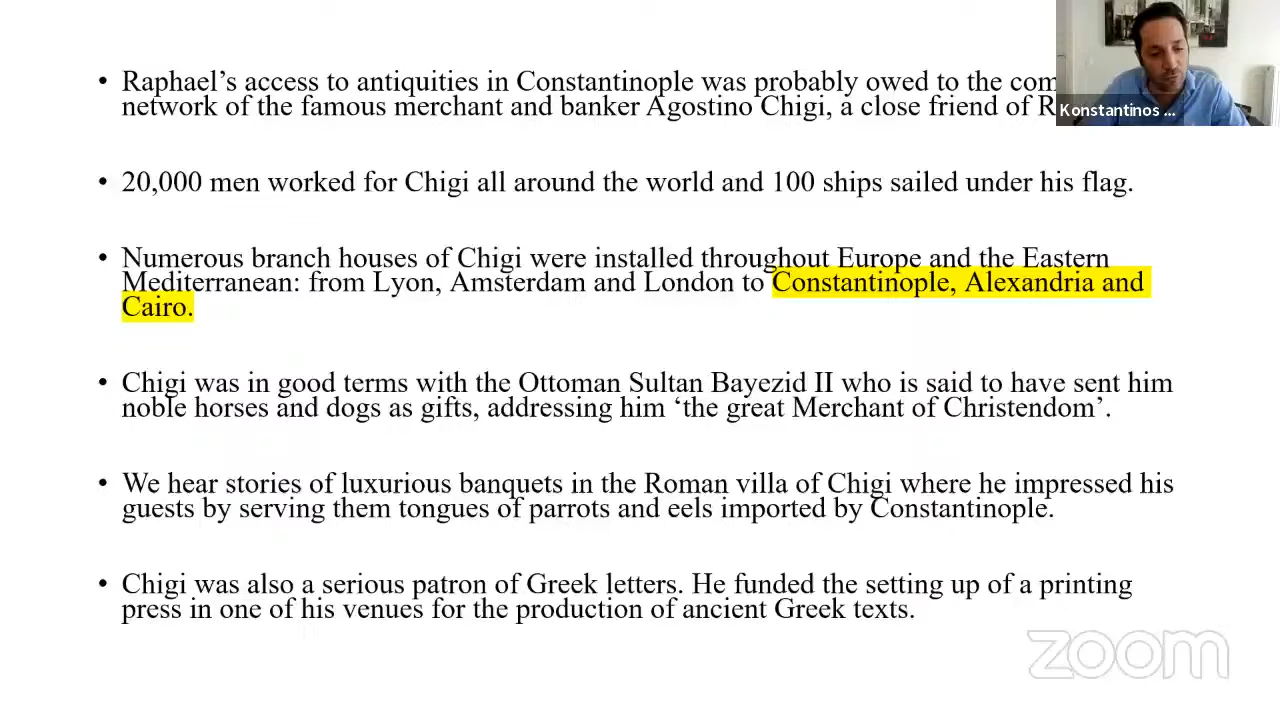 • Raphael’s access to antiquities in Constantinople was probably owed to the
network of the famous merchant and banker Agostino Chigi, a close friend of
• 20,000 men worked for Chigi all around the world and 100 ships sailed under his flag.
• Numerous branch houses of Chigi were installed throughout Europe and the Eastern
Mediterranean: from Lyon, Amsterdam and London to Constantinople, Alexandria and
Cairo.
• Chigi was in good terms with the Ottoman Sultan Bayezid II who is said to have sent him
noble horses and dogs as gifts, addressing him ‘the great Merchant of Christendom’.
• We hear stories of luxurious banquets in the Roman villa of Chigi where he impressed his
guests by serving them tongues of parrots and eels imported by Constantinople.
• Chigi was also a serious patron of Greek letters. He funded the setting up of a printing
press in one of his venues for the production of ancient Greek texts.
Konstantinos ...
zoom